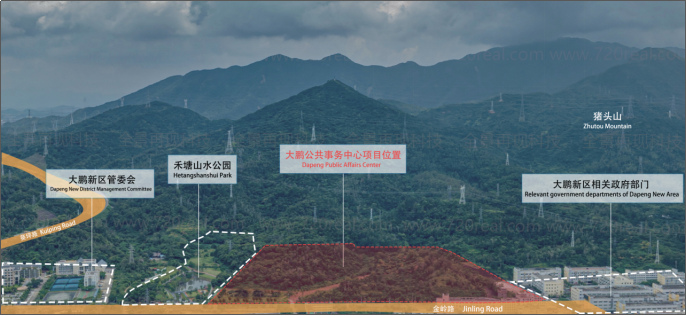 猪头山
Zhutou Mountain
大鹏公共事务中心项目位置
Dapeng Public Affairs Center
禾塘山水公园
Hetangshanshui Park
大鹏新区管委会
Dapeng New District Management Committee
大鹏新区相关政府部门
Relevant government departments of Dapeng New Area
Kuiping Road
金岭路 Jinling Road